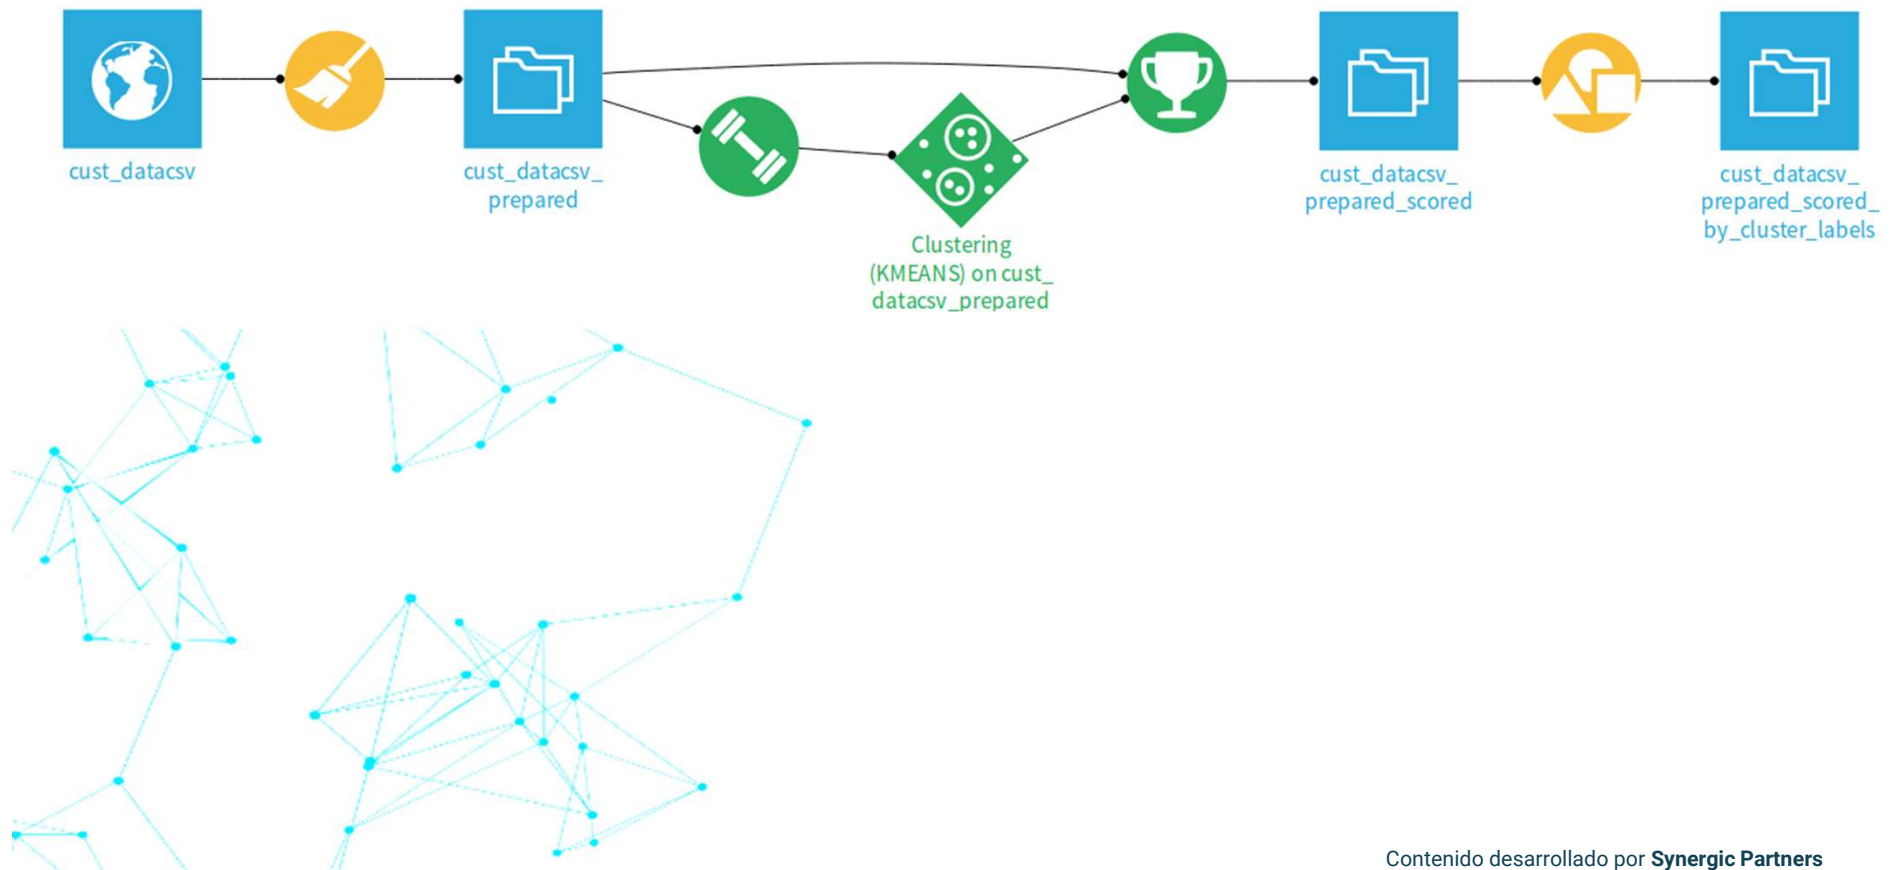 cust_datacsv
cust_datacsv_
prepared
Clustering
(KMEANS) on cust_
datacsv_prepared
cust_datacsv_
prepared_scored
cust_datacsv_
prepared_scored_
by_cluster_labels
Contenido desarrollado por Synergic Partners